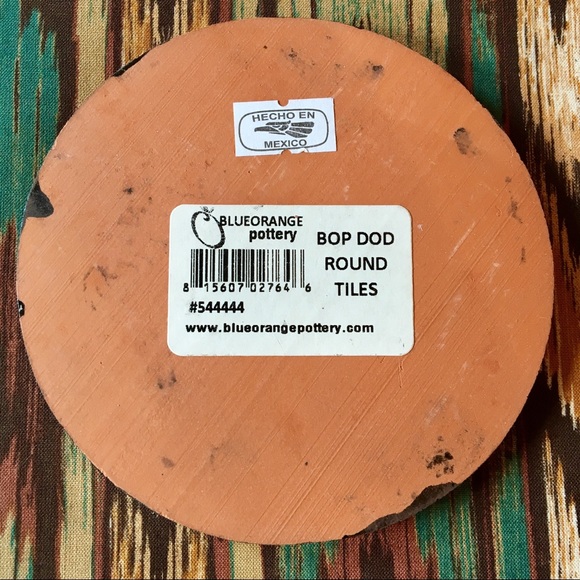 HECHO EN
MEXICO
BLUEORANGE
pottery
BOP DOD
ROUND
TILES
8 15607 02764 6
#544444
www.blueorangepottery.com